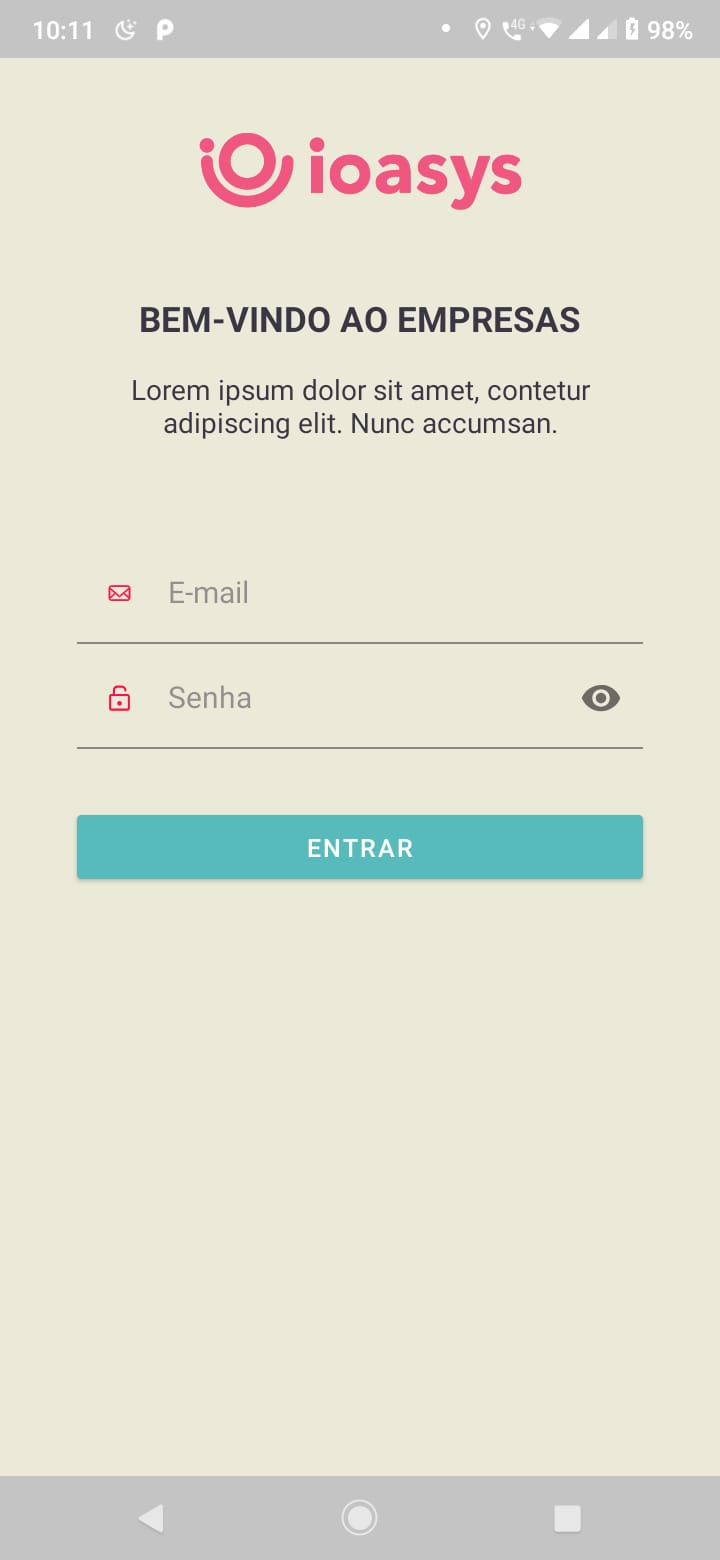 10:11
4G
98%
ioasys
BEM-VINDO AO EMPRESAS
Lorem ipsum dolor sit amet, contetur
adipiscing elit. Nunc accumsan.
E-mail
Senha
ENTRAR